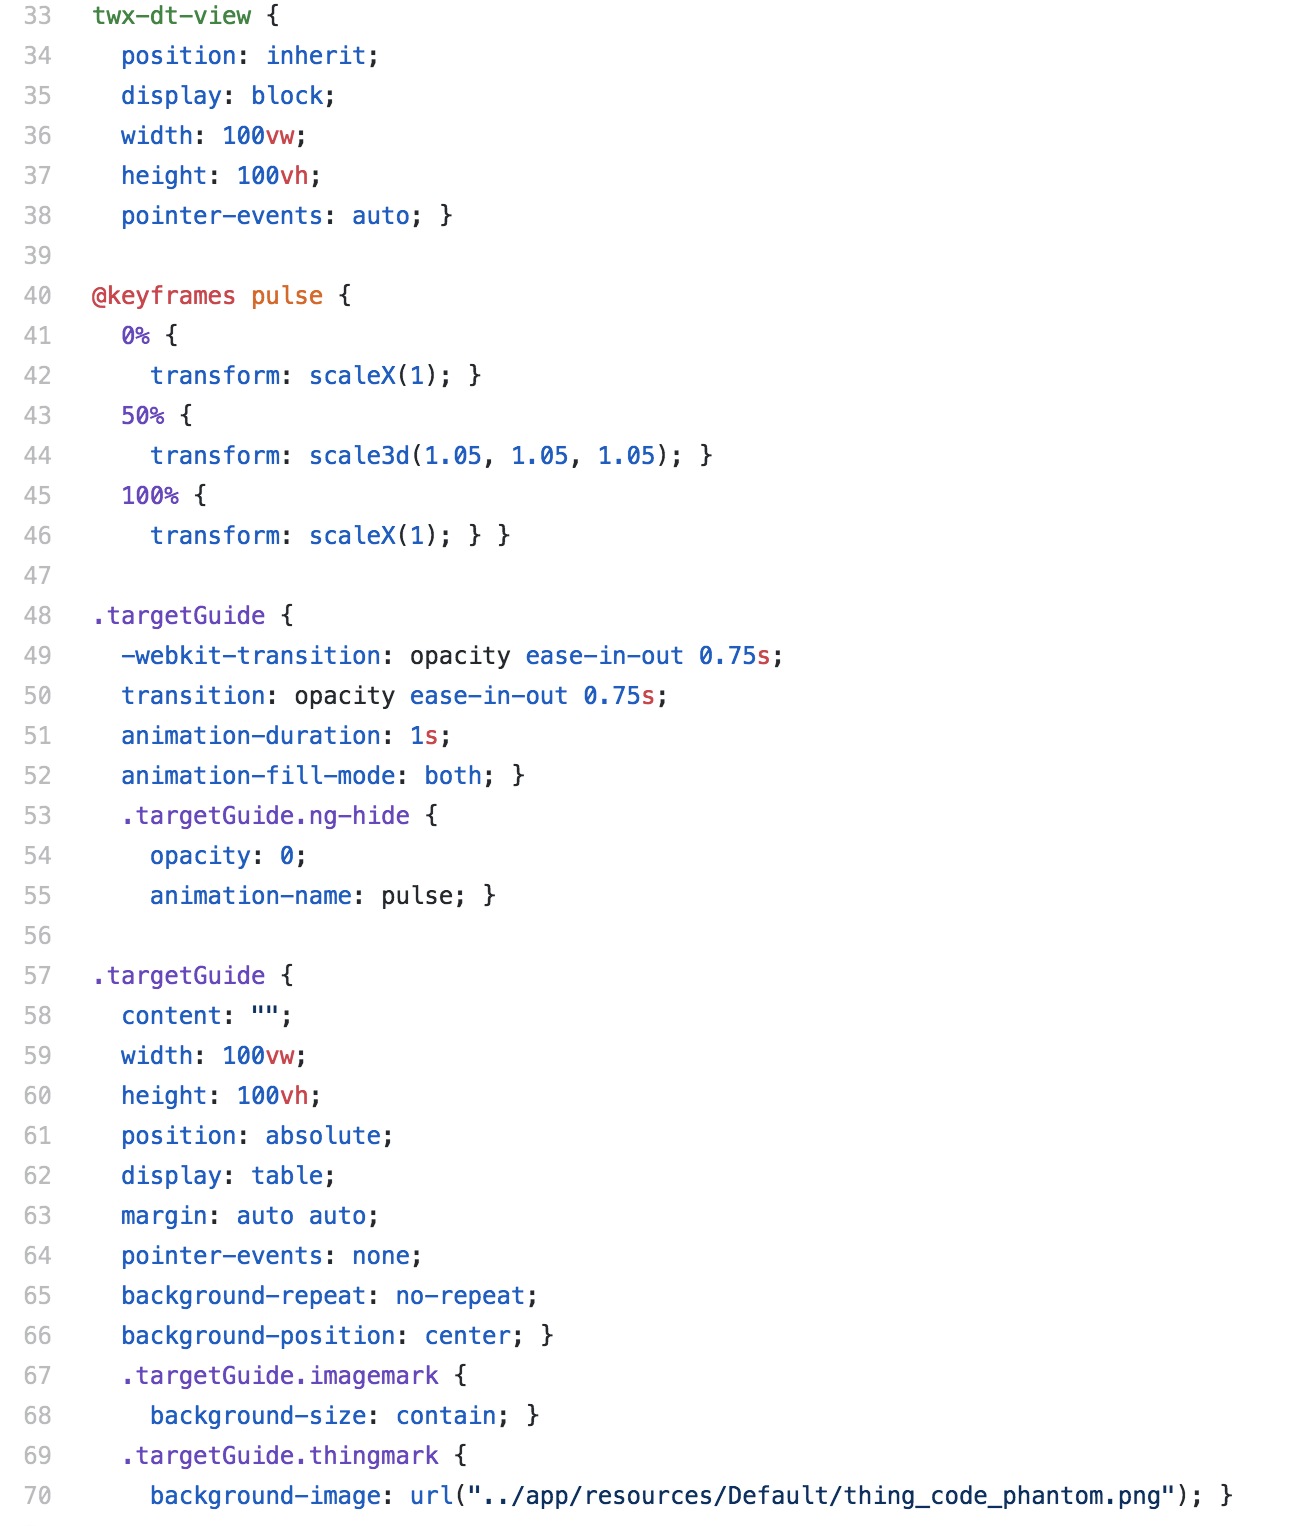 33 twx-dt-view {
34   position: inherit;
35   display: block;
36   width: 100vw;
37   height: 100vh;
38   pointer-events: auto; }
39
40 @keyframes pulse {
41   0% {
42     transform: scaleX(1); }
43   50% {
44     transform: scale3d(1.05, 1.05, 1.05); }
45   100% {
46     transform: scaleX(1); } }
47
48 .targetGuide {
49   -webkit-transition: opacity ease-in-out 0.75s;
50   transition: opacity ease-in-out 0.75s;
51   animation-duration: 1s;
52   animation-fill-mode: both; }
53   .targetGuide.ng-hide {
54     opacity: 0;
55     animation-name: pulse; }
56
57 .targetGuide {
58   content: "";
59   width: 100vw;
60   height: 100vh;
61   position: absolute;
62   display: table;
63   margin: auto auto;
64   pointer-events: none;
65   background-repeat: no-repeat;
66   background-position: center; }
67   .targetGuide.imagemark {
68     background-size: contain; }
69   .targetGuide.thingmark {
70     background-image: url("../app/resources/Default/thing_code_phantom.png"); }